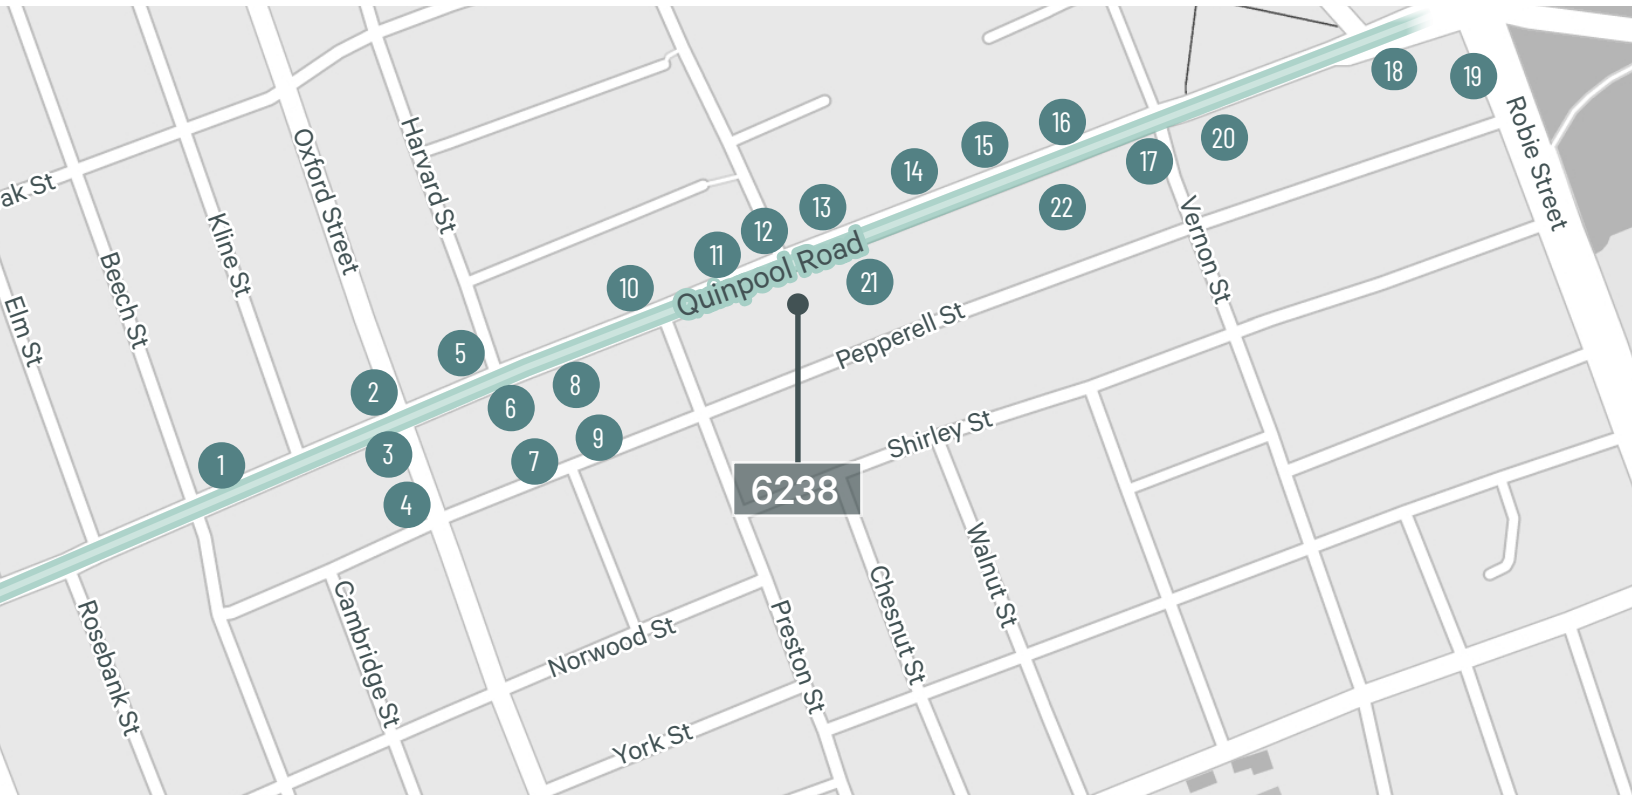 18
19
Robie Street
16
20
15
17
14
Oxford Street
Harvard St
ak St
13
22
Vernon St
12
Kline St
11
Quinpool Road
Beech St
10
21
Elm St
Pepperell St
5
2
8
6
9
Shirley St
3
1
7
6238
4
Walnut St
Chesnut St
Cambridge St
Rosebank St
Norwood St
Preston St
York St